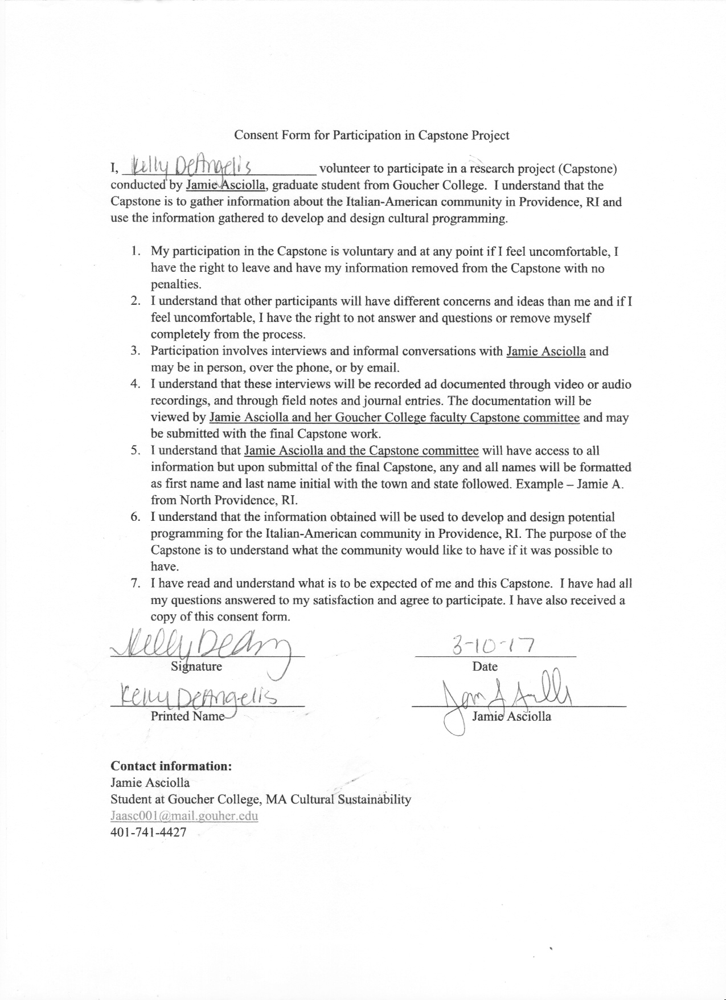 Consent Form for Participation in Capstone Project
I, Kelly DeAngelis volunteer to participate in a research project (Capstone)
conducted by Jamie Asciolla, graduate student from Goucher College. I understand that the
Capstone is to gather information about the Italian-American community in Providence, RI and
use the information gathered to develop and design cultural programming.
1. My participation in the Capstone is voluntary and at any point if I feel uncomfortable, I
have the right to leave and have my information removed from the Capstone with no
penalties.
2. I understand that other participants will have different concerns and ideas than me and if I
feel uncomfortable, I have the right to not answer and questions or remove myself
completely from the process.
3. Participation involves interviews and informal conversations with Jamie Asciolla and
may be in person, over the phone, or by email.
4. I understand that these interviews will be recorded ad documented through video or audio
recordings, and through field notes and journal entries. The documentation will be
viewed by Jamie Asciolla and her Goucher College faculty Capstone committee and may
be submitted with the final Capstone work.
5. I understand that Jamie Asciolla and the Capstone committee will have access to all
information but upon submittal of the final Capstone, any and all names will be formatted
as first name and last name initial with the town and state followed. Example – Jamie A.
from North Providence, RI.
6. I understand that the information obtained will be used to develop and design potential
programming for the Italian-American community in Providence, RI. The purpose of the
Capstone is to understand what the community would like to have if it was possible to
have.
7. I have read and understand what is to be expected of me and this Capstone. I have had all
my questions answered to my satisfaction and agree to participate. I have also received a
copy of this consent form.
Kelly DeAng 3-10-17
Signature Date
Kelly DeAngelis
Printed Name Jamie Asciolla
Contact information:
Jamie Asciolla
Student at Goucher College, MA Cultural Sustainability
Jaasc001@mail.gouher.edu
401-741-4427